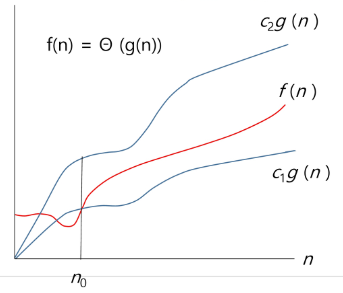 c₂g(n)
f(n) = Θ (g(n))
f(n)
c₁g(n)
n
n₀